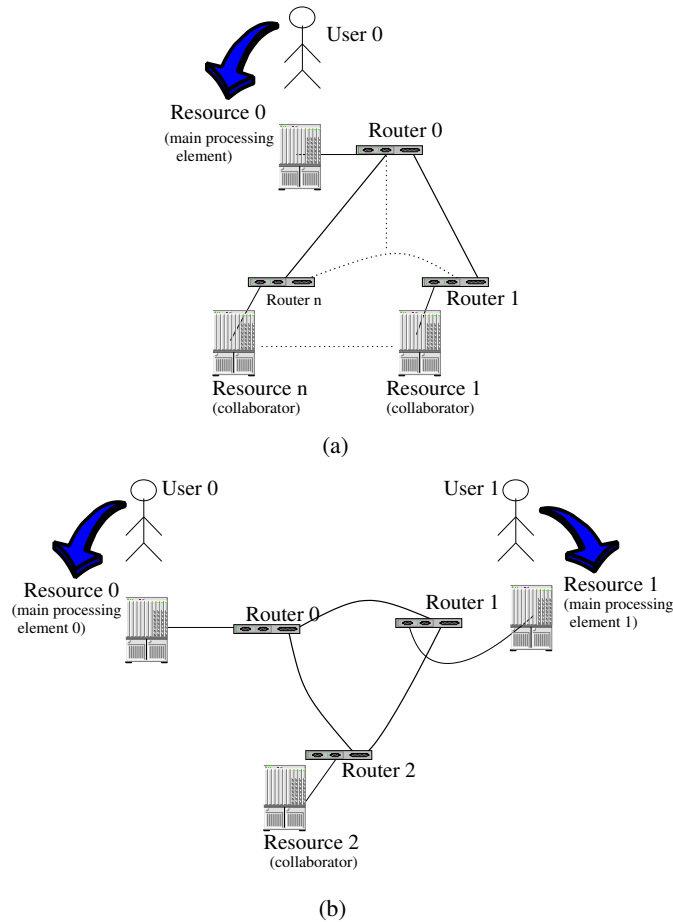 User 0
Resource 0
(main processing
element)
Router 0
Router n
Router 1
Resource n
(collaborator)
Resource 1
(collaborator)
(a)
User 0
User 1
Resource 0
(main processing
element 0)
Resource 1
(main processing
element 1)
Router 0
Router 1
Router 2
Resource 2
(collaborator)
(b)